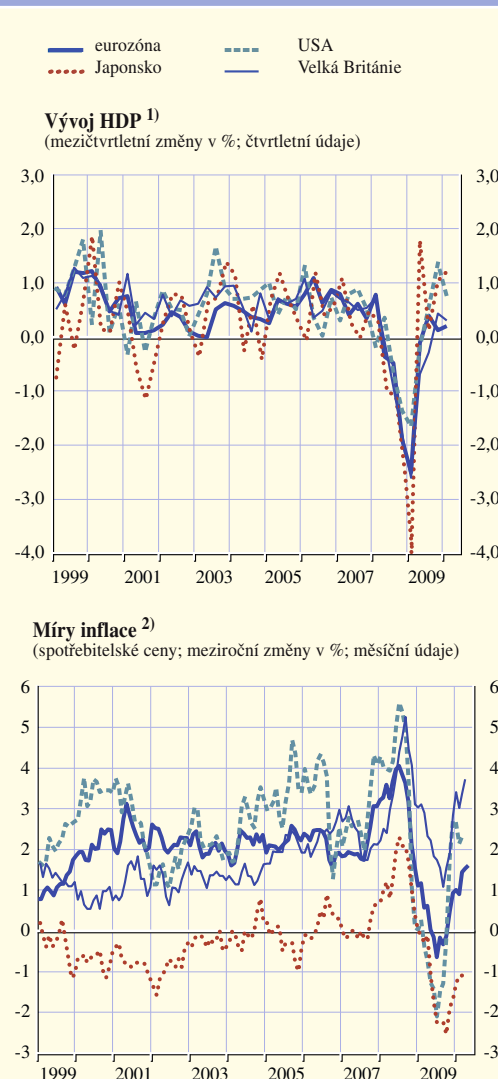 eurozóna USA
Japonsko Velká Británie
Vývoj HDP 1)
(mezičtvrtletní změny v %; čtvrtletní údaje)
3,0 3,0
2,0 2,0
1,0 1,0
0,0 0,0
-1,0 -1,0
-2,0 -2,0
-3,0 -3,0
-4,0 -4,0
1999 2001 2003 2005 2007 2009
Míry inflace 2)
(spotřebitelské ceny; meziroční změny v %; měsíční údaje)
6 6
5 5
4 4
3 3
2 2
1 1
0 0
-1 -1
-2 -2
-3 -3
1999 2001 2003 2005 2007 2009